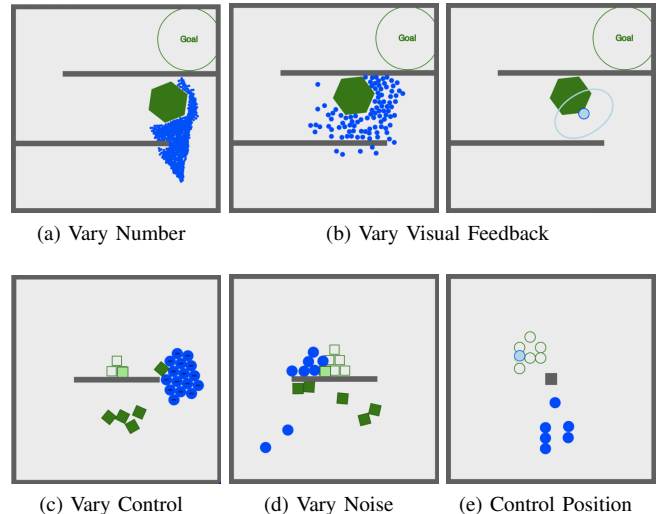 Goal
Goal
Goal
(a) Vary Number
(b) Vary Visual Feedback
(c) Vary Control
(d) Vary Noise
(e) Control Position